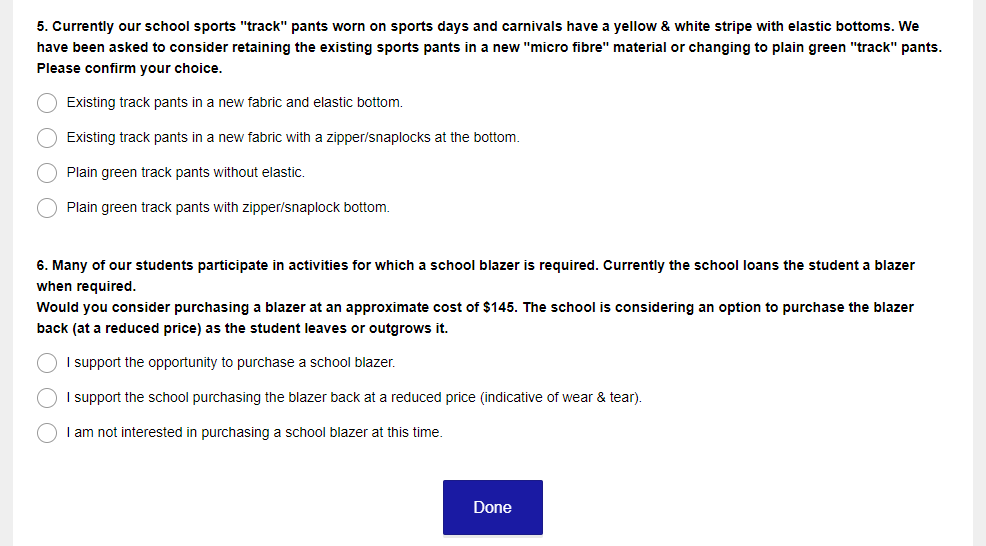 5. Currently our school sports "track" pants worn on sports days and carnivals have a yellow & white stripe with elastic bottoms. We
have been asked to consider retaining the existing sports pants in a new "micro fibre" material or changing to plain green "track" pants.
Please confirm your choice.
Existing track pants in a new fabric and elastic bottom.
Existing track pants in a new fabric with a zipper/snaplocks at the bottom.
Plain green track pants without elastic.
Plain green track pants with zipper/snaplock bottom.
6. Many of our students participate in activities for which a school blazer is required. Currently the school loans the student a blazer
when required.
Would you consider purchasing a blazer at an approximate cost of $145. The school is considering an option to purchase the blazer
back (at a reduced price) as the student leaves or outgrows it.
I support the opportunity to purchase a school blazer.
I support the school purchasing the blazer back at a reduced price (indicative of wear & tear).
I am not interested in purchasing a school blazer at this time.
Done